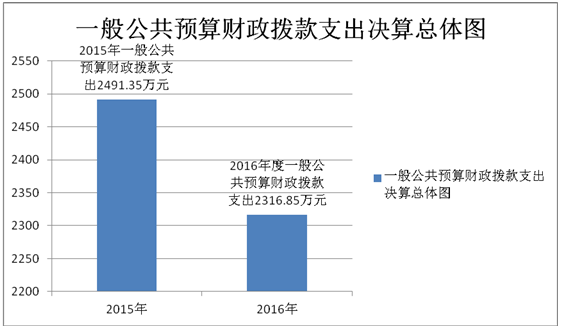 一般公共预算财政拨款支出决算总体图
2015年一般公共
预算财政拨款支
出2491.35万元
2550
2500
2450
2400
2350
2300
2250
2200
2016年度一般公
共预算财政拨款
支出2316.85万元
2015年
2016年
一般公共预算财政拨款支出
决算总体图